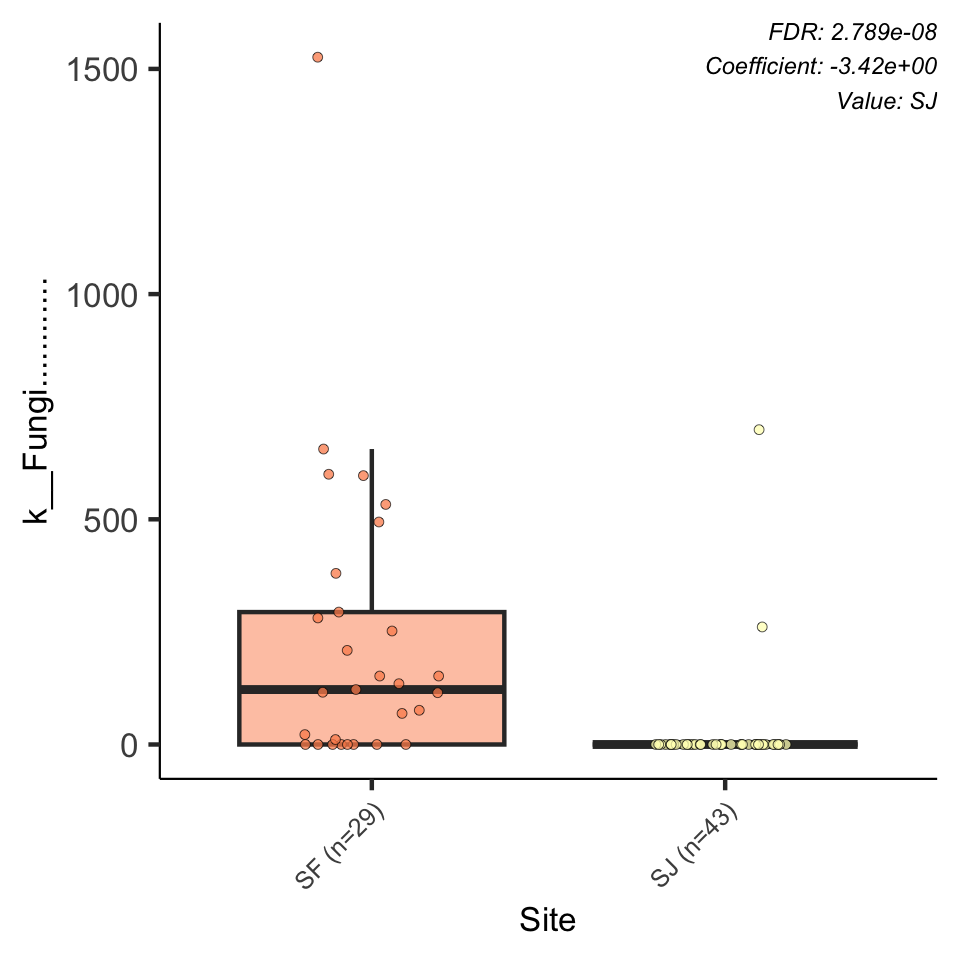 FDR: 2.789e-08
Coefficient: -3.42e+00
Value: SJ
1500
1000
500
0
k__Fungi............
SF (n=29)
SJ (n=43)
Site